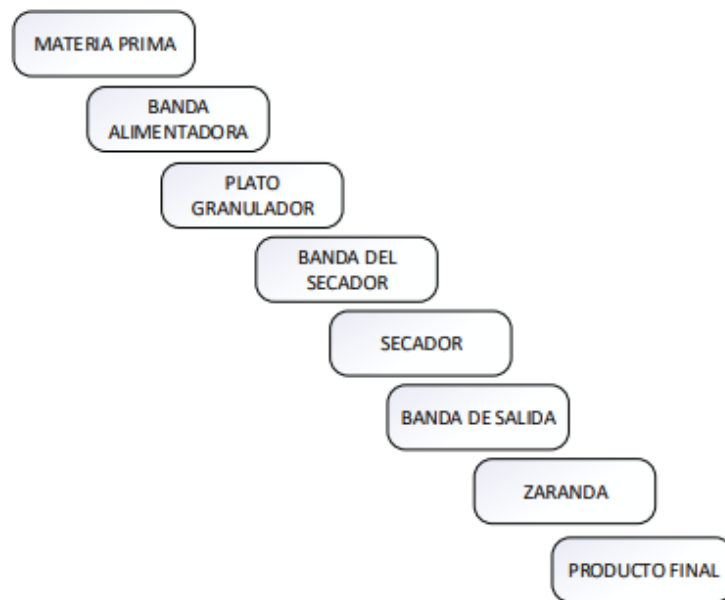 MATERIA PRIMA
BANDA
ALIMENTADORA
PLATO
GRANULADOR
BANDA DEL
SECADOR
SECADOR
BANDA DE SALIDA
ZARANDA
PRODUCTO FINAL